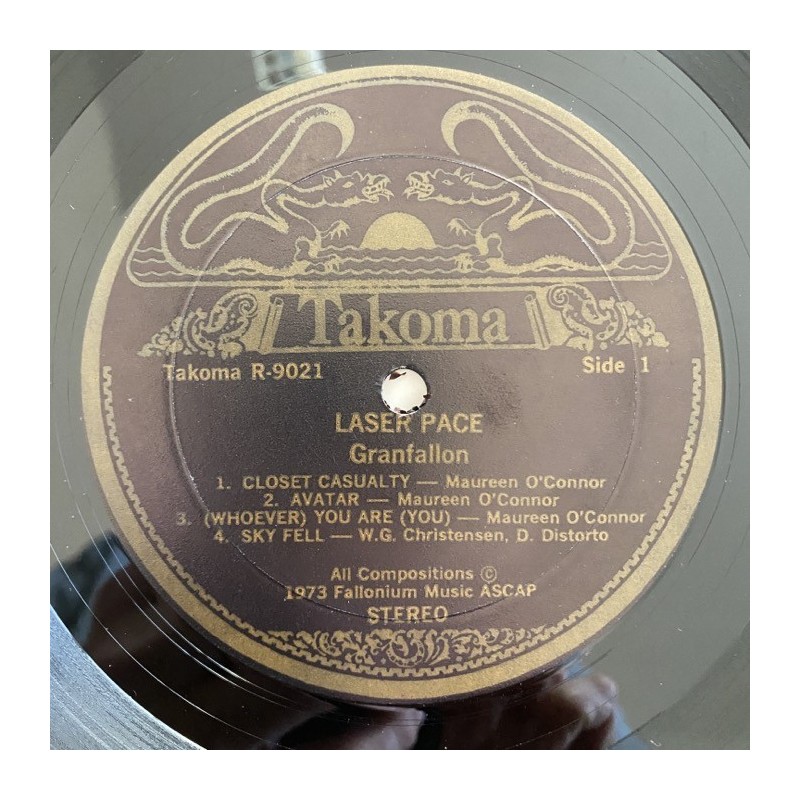 Takoma
Takoma R-9021
Side 1
LASER PACE
Granfallon
1. CLOSET CASUALTY — Maureen O'Connor
2. AVATAR — Maureen O'Connor
3. (WHOEVER) YOU ARE (YOU) — Maureen O'Connor
4. SKY FELL — W.G. Christensen, D. Distorto
All Compositions ©
1973 Fallonium Music ASCAP
STEREO